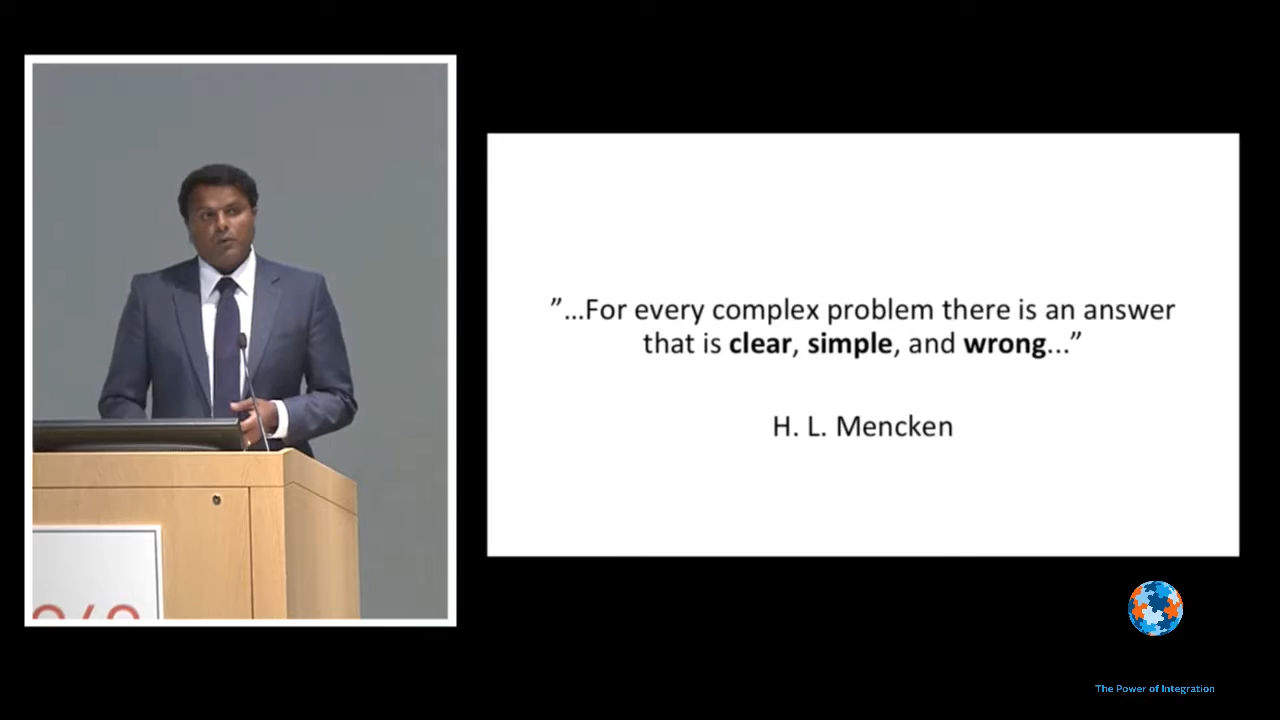 ”...For every complex problem there is an answer
that is clear, simple, and wrong...”
H. L. Mencken
The Power of Integration